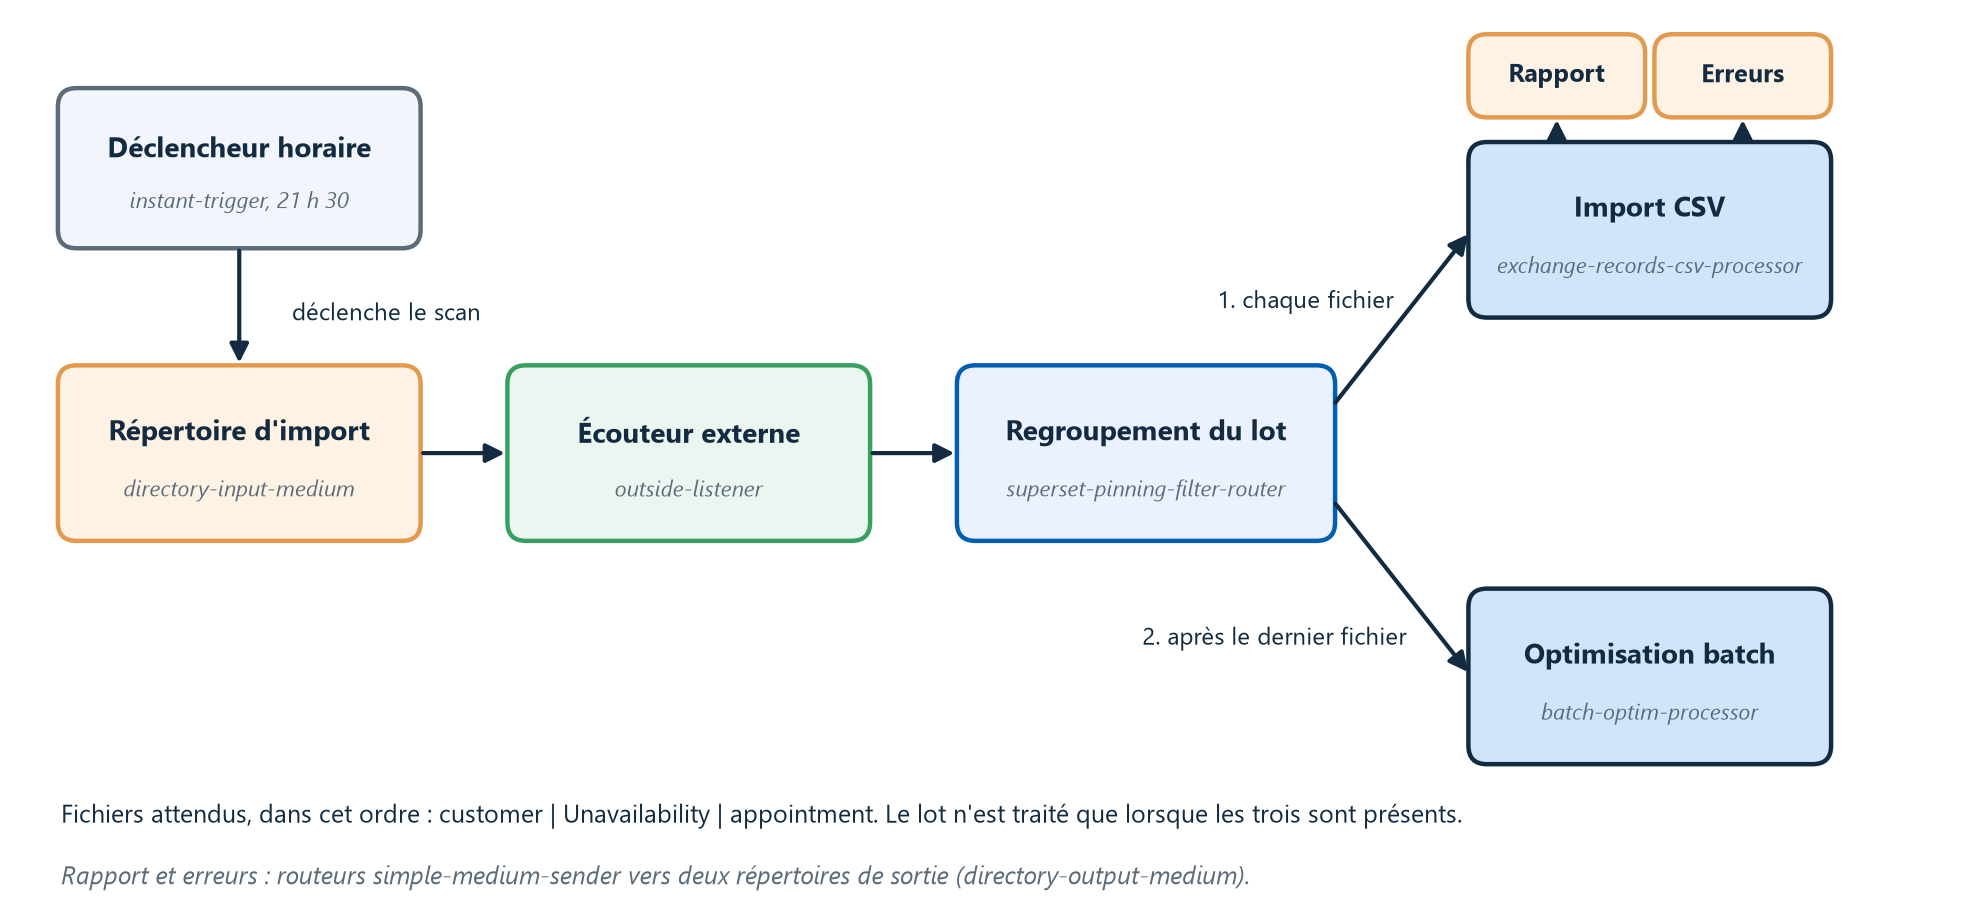 Rapport
Erreurs
Déclencheur horaire
instant-trigger, 21 h 30
Import CSV
exchange-records-csv-processor
déclenche le scan
1. chaque fichier
Répertoire d'import
directory-input-medium
Écouteur externe
outside-listener
Regroupement du lot
superset-pinning-filter-router
2. après le dernier fichier
Optimisation batch
batch-optim-processor
Fichiers attendus, dans cet ordre : customer | Unavailability | appointment. Le lot n'est traité que lorsque les trois sont présents.
Rapport et erreurs : routeurs simple-medium-sender vers deux répertoires de sortie (directory-output-medium).